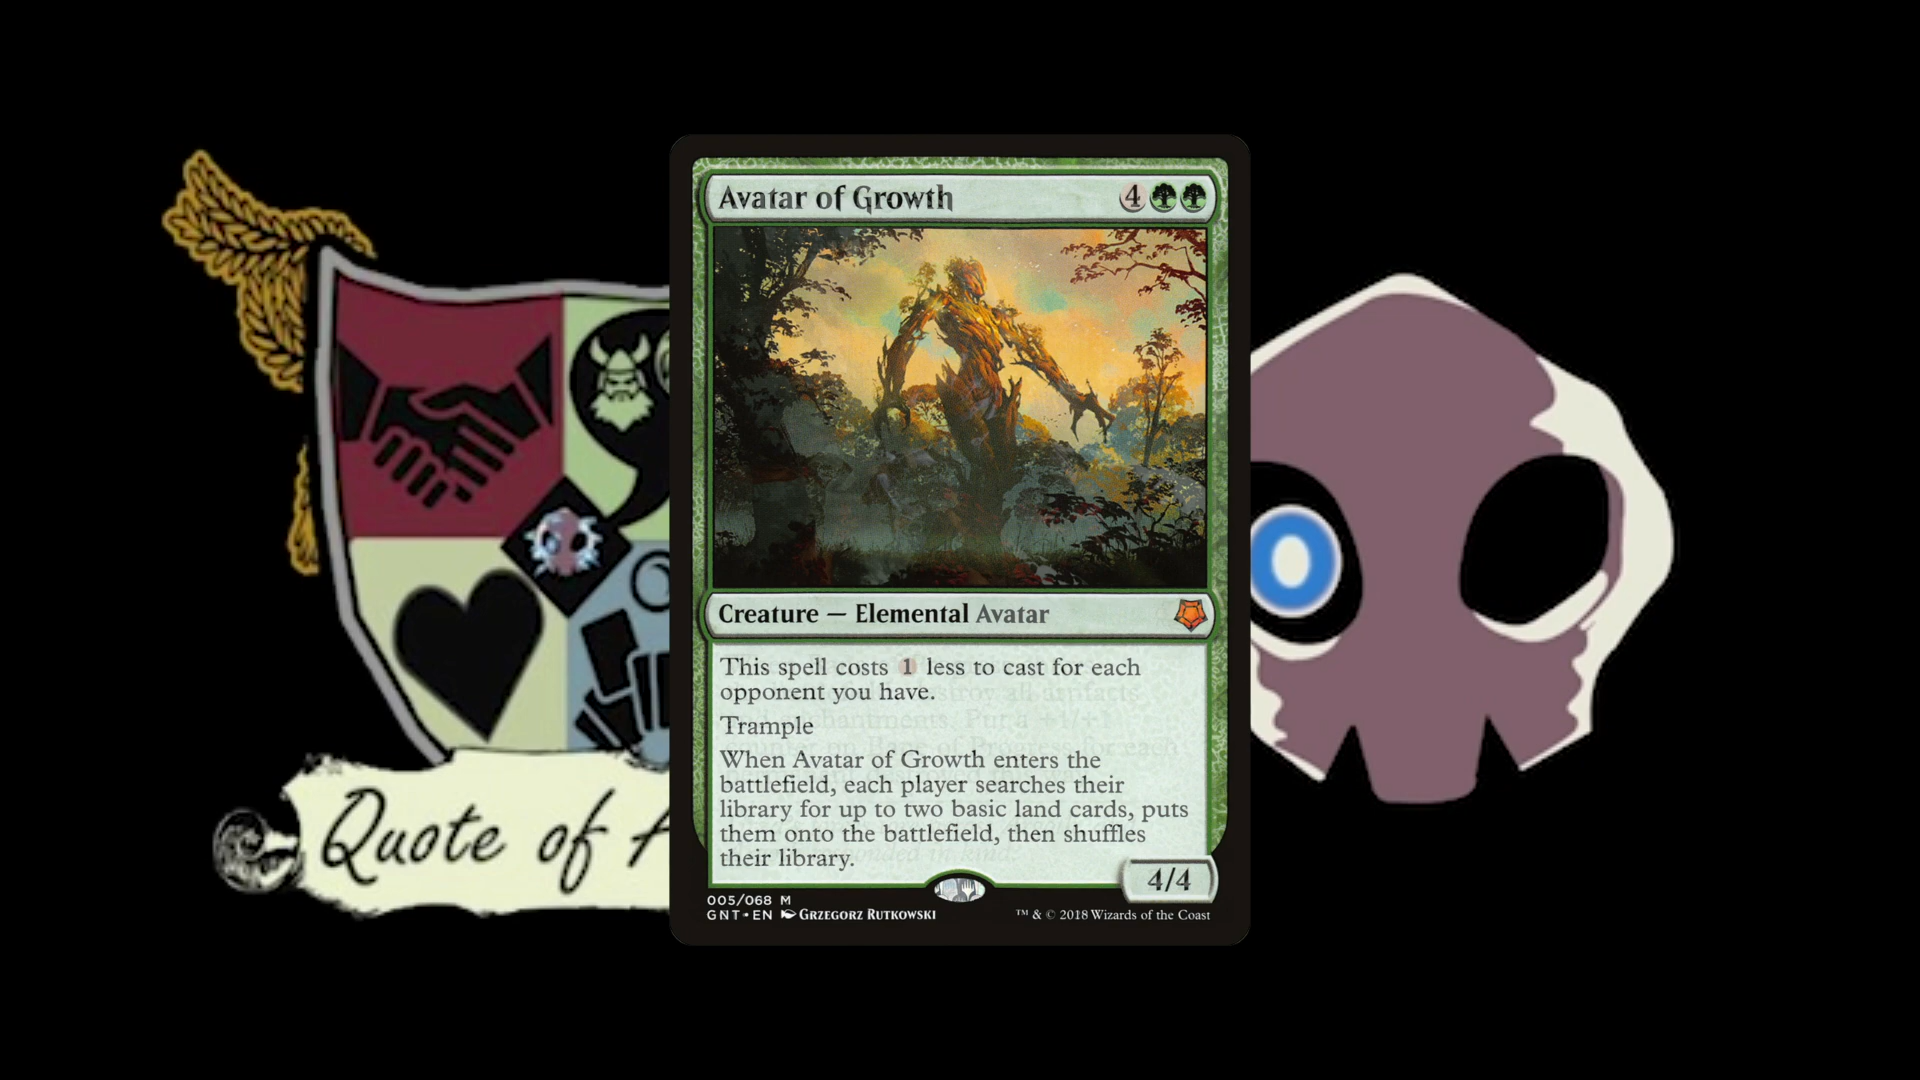 Avatar of Growth 4
Creature — Elemental Avatar
This spell costs 1 less to cast for each
opponent you have.
Trample
When Avatar of Growth enters the
battlefield, each player searches their
library for up to two basic land cards, puts
them onto the battlefield, then shuffles
their library.
4/4
005/068 M
GNT • EN GRZEGORZ RUTKOWSKI
™ & © 2018 Wizards of the Coast
Quote of